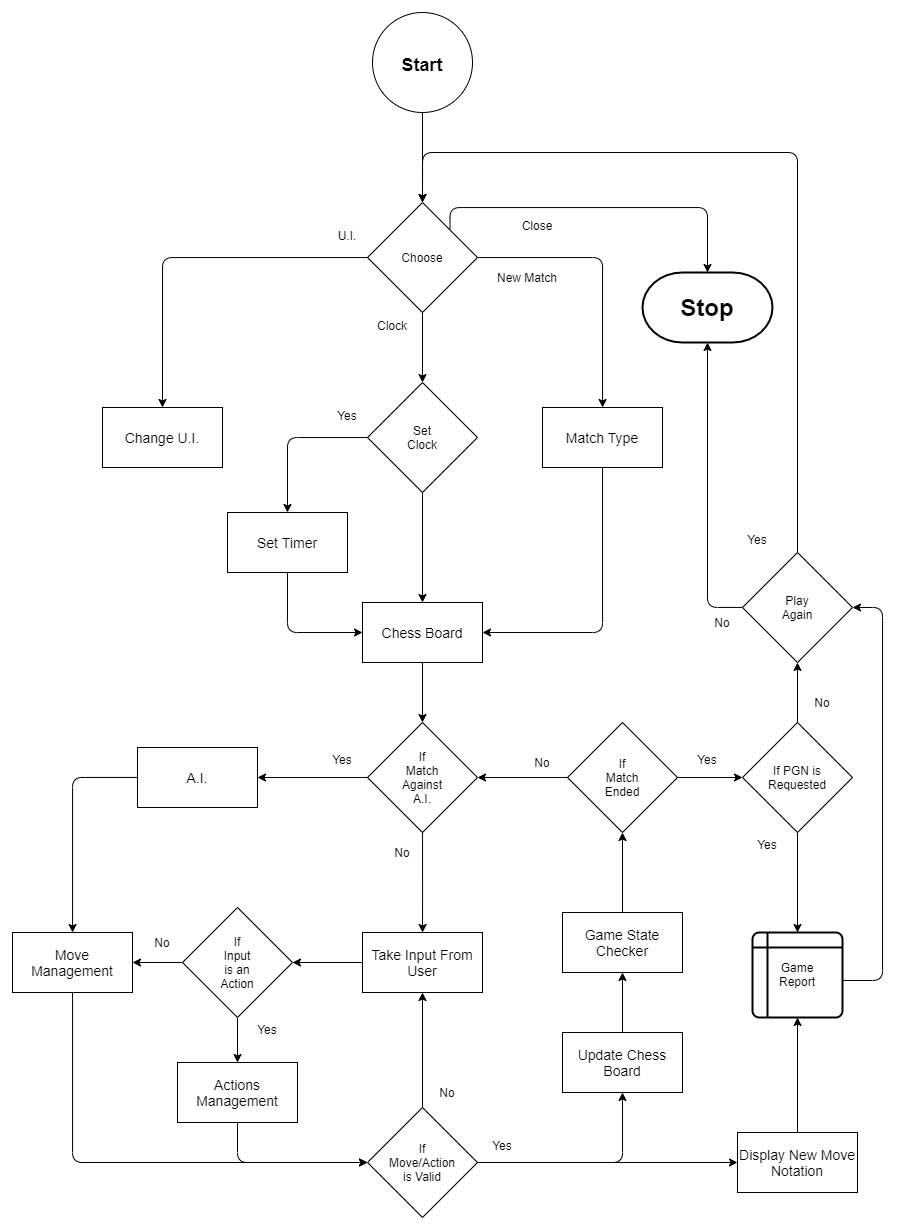 Start
Close
U.I.
Choose
New Match
Stop
Clock
Yes
Set
Clock
Change U.I.
Match Type
Set Timer
Yes
Play
Again
No
Chess Board
No
If
Match
Against
A.I.
Yes
A.I.
No
If
Match
Ended
Yes
If PGN is
Requested
No
Yes
Move
Management
No
If
Input
is an
Action
Take Input From
User
Game State
Checker
Game
Report
Yes
Actions
Management
Update Chess
Board
No
If
Move/Action
is Valid
Yes
Display New Move
Notation